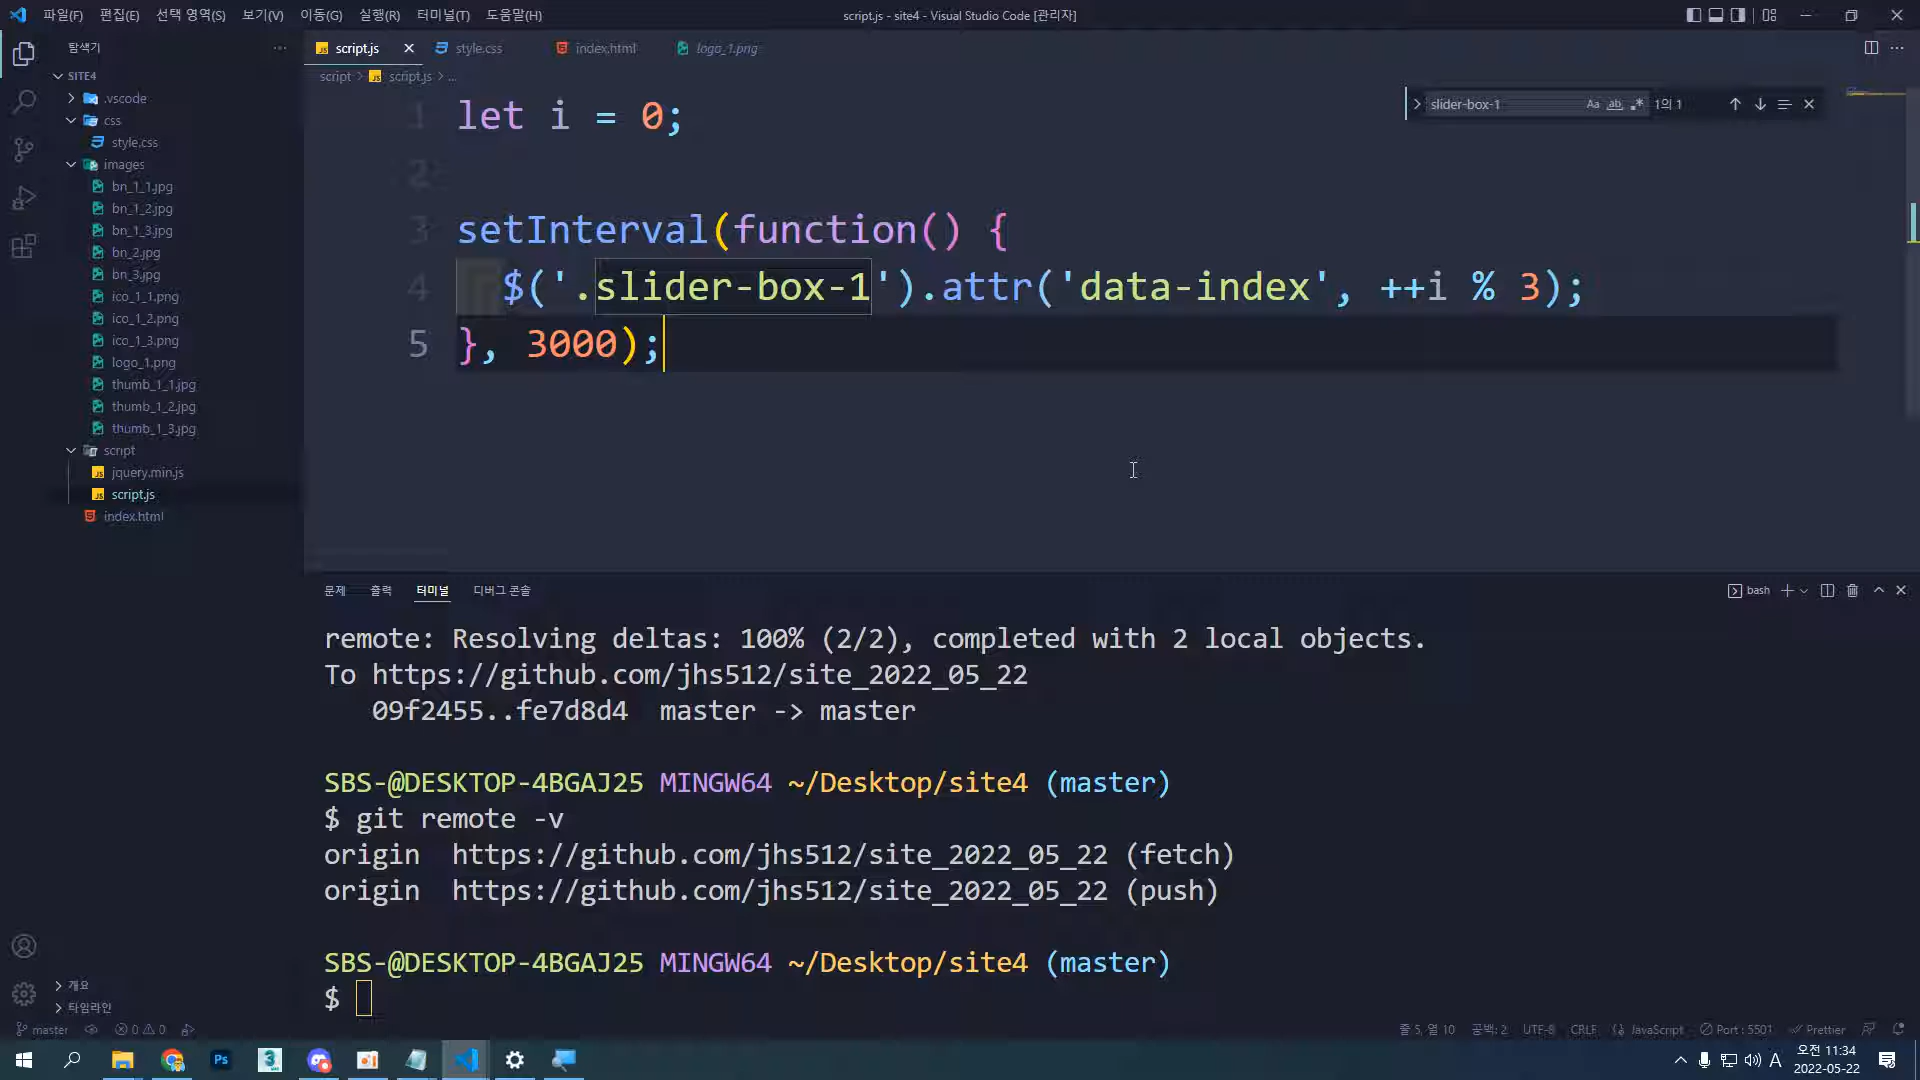 파일(F) 편집(E) 선택 영역(S) 보기(V) 이동(G) 실행(R) 터미널(T) 도움말(H)
script.js - site4 - Visual Studio Code [관리자]
탐색기
SITE4
.vscode
css
style.css
images
bn_1_1.jpg
bn_1_2.jpg
bn_1_3.jpg
bn_2.jpg
bn_3.jpg
ico_1_1.png
ico_1_2.png
ico_1_3.png
logo_1.png
thumb_1_1.jpg
thumb_1_2.jpg
thumb_1_3.jpg
script
jquery.min.js
script.js
index.html
개요
타임라인
script.js style.css index.html logo_1.png
script > script.js > ...
slider-box-1 Aa ab .* 1의 1
1 let i = 0;
2
3 setInterval(function() {
4 $('.slider-box-1').attr('data-index', ++i % 3);
5 }, 3000);
문제 출력 터미널 디버그 콘솔
bash
remote: Resolving deltas: 100% (2/2), completed with 2 local objects.
To https://github.com/jhs512/site_2022_05_22
09f2455..fe7d8d4 master -> master
SBS-@DESKTOP-4BGAJ25 MINGW64 ~/Desktop/site4 (master)
$ git remote -v
origin https://github.com/jhs512/site_2022_05_22 (fetch)
origin https://github.com/jhs512/site_2022_05_22 (push)
SBS-@DESKTOP-4BGAJ25 MINGW64 ~/Desktop/site4 (master)
$
master 0 0
줄 5, 열 10 공백: 2 UTF-8 CRLF JavaScript Port : 5501 Prettier
Ps
3
A
오전 11:34
2022-05-22